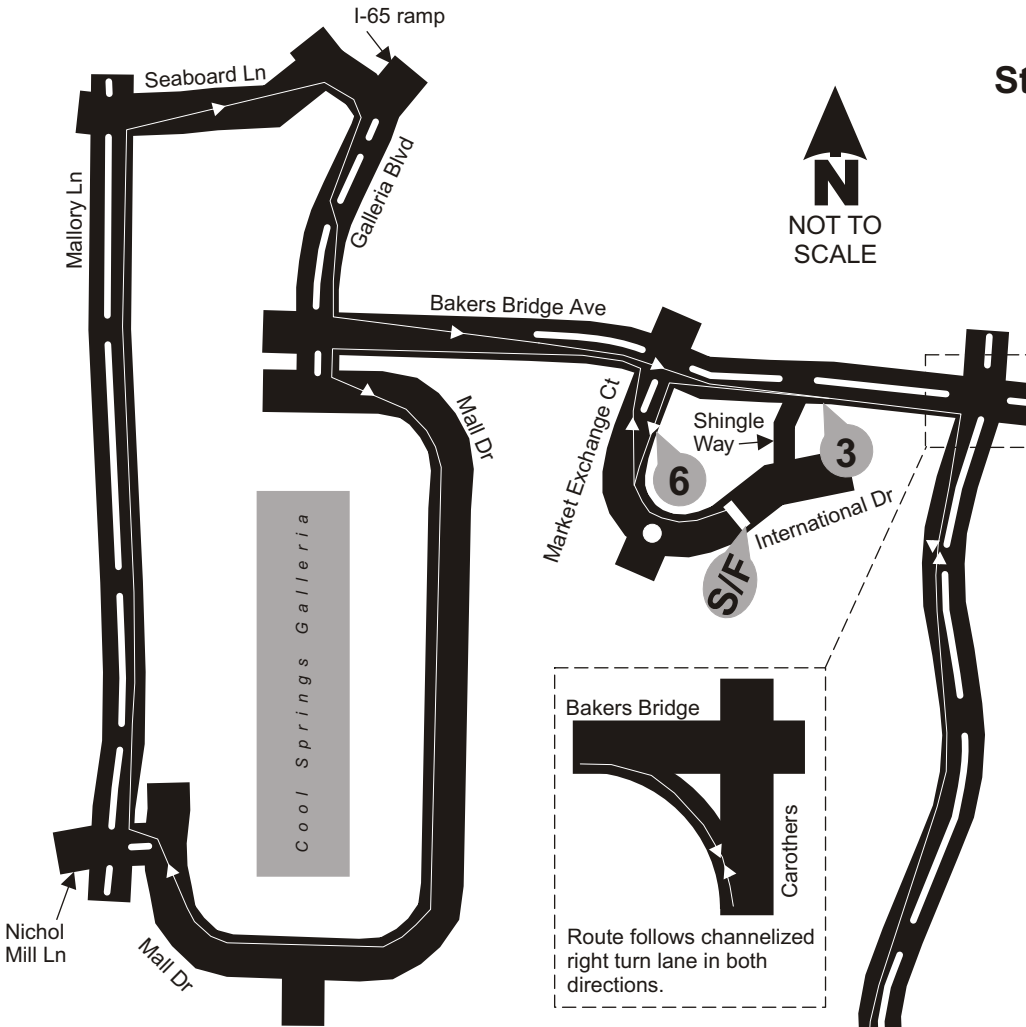 I-65 ramp
Seaboard Ln
St
Mallory Ln
Galleria Blvd
N
NOT TO
SCALE
Bakers Bridge Ave
Mall Dr
Market Exchange Ct
Shingle
Way
3
6
International Dr
S/F
Cool Springs Galleria
Bakers Bridge
Carothers
Route follows channelized
right turn lane in both
directions.
Nichol
Mill Ln
Mall Dr